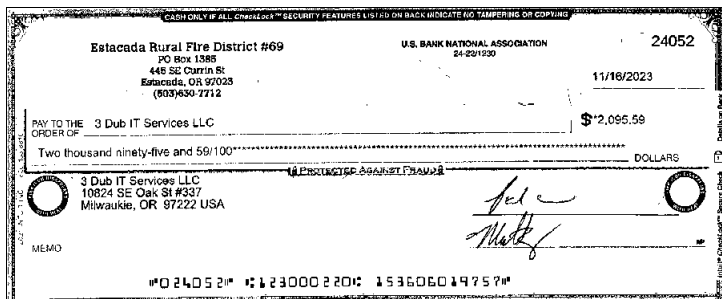 CASH ONLY IF ALL CheckLock™ SECURITY FEATURES LISTED ON BACK INDICATE NO TAMPERING OR COPYING
Estacada Rural Fire District #69
PO Box 1385
445 SE Currin St
Estacada, OR 97023
(503)630-7712
U.S. BANK NATIONAL ASSOCIATION
24-22/1230
24052
11/16/2023
PAY TO THE
ORDER OF 3 Dub IT Services LLC
$**2,095.59
Two thousand ninety-five and 59/100******************************
DOLLARS
PROTECTED AGAINST FRAUD
3 Dub IT Services LLC
10824 SE Oak St #337
Milwaukie, OR 97222 USA
MEMO
⑈024052⑈ ⑆123000220⑆ 153606019757⑈